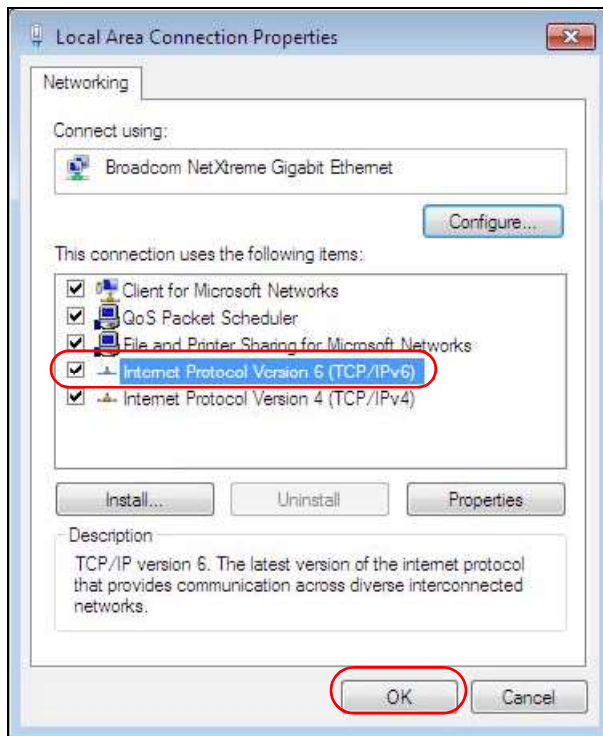 Local Area Connection Properties
Networking
Connect using:
Broadcom NetXtreme Gigabit Ethernet
Configure...
This connection uses the following items:
Client for Microsoft Networks
QoS Packet Scheduler
File and Printer Sharing for Microsoft Networks
Internet Protocol Version 6 (TCP/IPv6)
Internet Protocol Version 4 (TCP/IPv4)
Install... Uninstall Properties
Description
TCP/IP version 6. The latest version of the internet protocol
that provides communication across diverse interconnected
networks.
OK Cancel